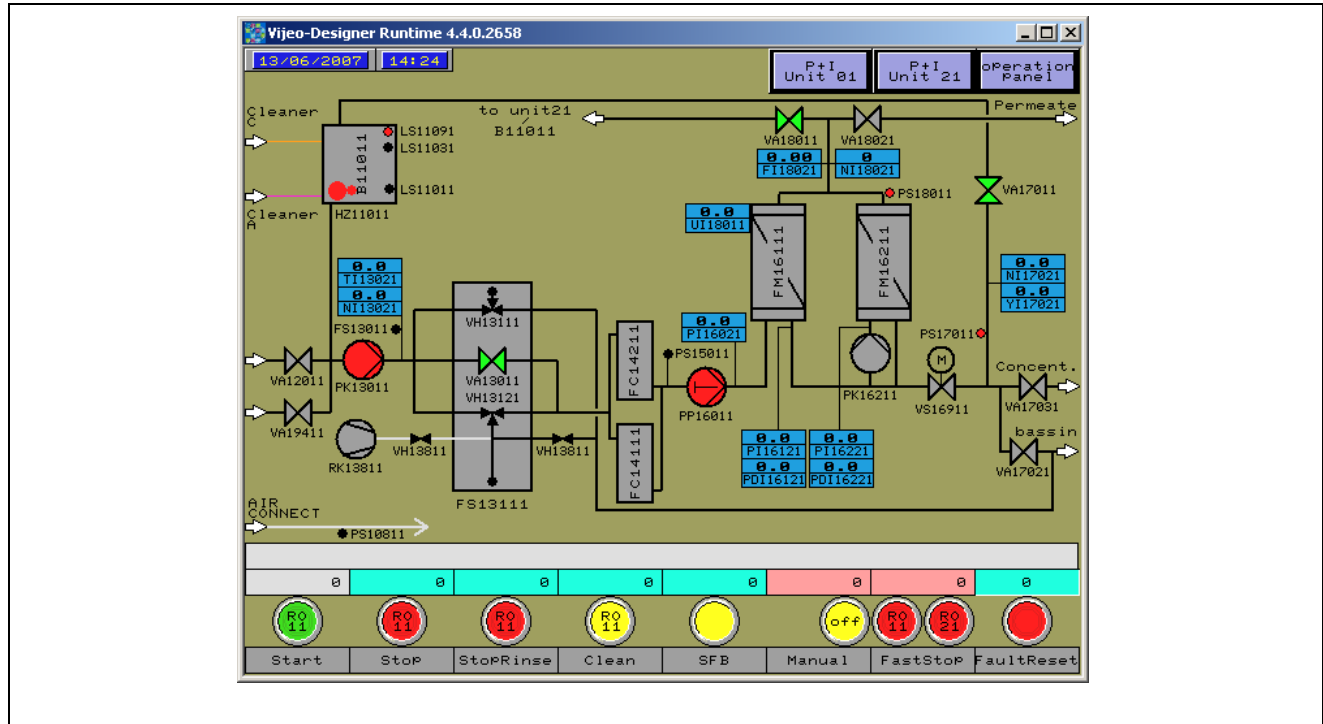 Vijeo-Designer Runtime 4.4.0.2658
13/06/2007 14:24
P+I
Unit 01
P+I
Unit 21
operation
panel
Cleaner
C
to unit21
/
B11011
Permeate
LS11091
LS11031
B11011
LS11011
VA18011
VA18021
0.00
FI18021
0
NI18021
Cleaner
A
HZ11011
PS18011
VA17011
0.0
UI18011
FM16111
FM16211
0.0
TI13021
0.0
NI13021
0.0
NI17021
0.0
YI17021
FS13011
VH13111
FC14211
0.0
PI16021
PS17011
VA12011
PK13011
VA13011
VH13121
PS15011
PP16011
PK16211
M
VS16911
Concent.
VA17031
VA19411
RK13811
VH13811
VH13811
FC14111
0.0
PI16121
0.0
PDI16121
0.0
PI16221
0.0
PDI16221
bassin
VA17021
FS13111
AIR
CONNECT
PS10811
0 0 0 0 0 0 0 0
RO
11
RO
11
RO
11
RO
11
off
RO
11
RO
21
Start Stop StopRinse Clean SFB Manual FastStop FaultReset